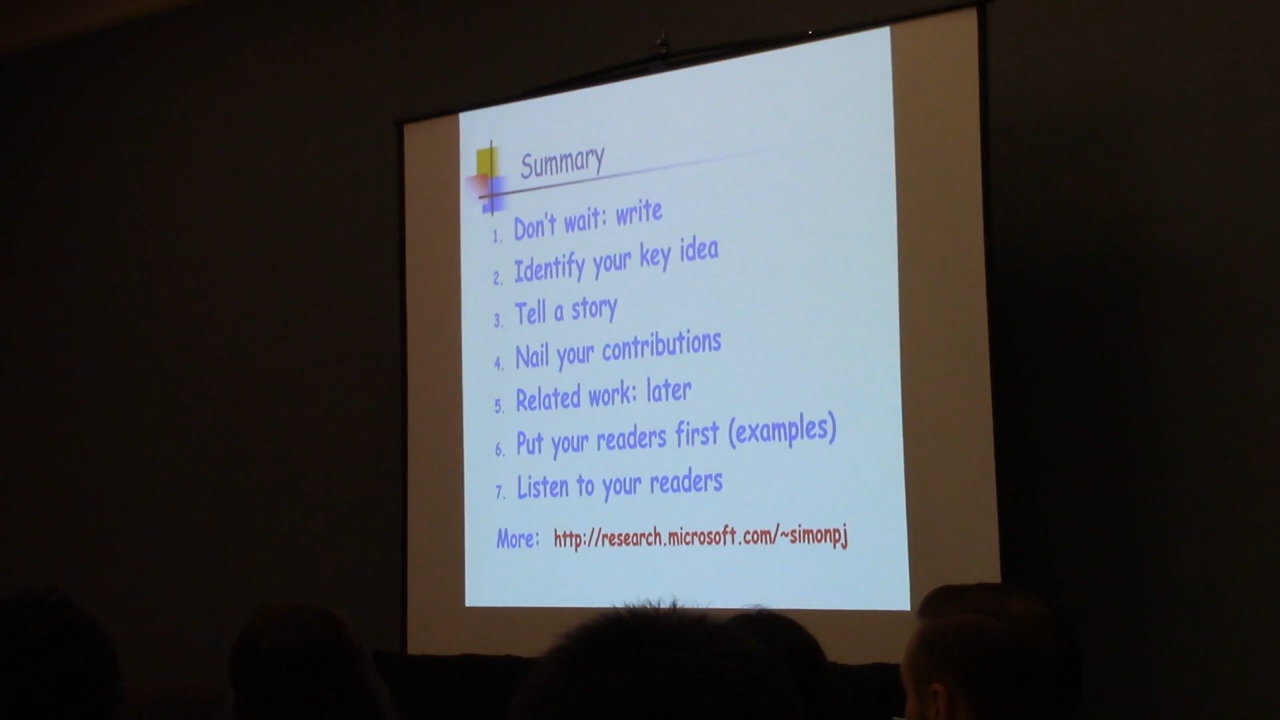 Summary
1. Don't wait: write
2. Identify your key idea
3. Tell a story
4. Nail your contributions
5. Related work: later
6. Put your readers first (examples)
7. Listen to your readers
More: http://research.microsoft.com/~simonpj